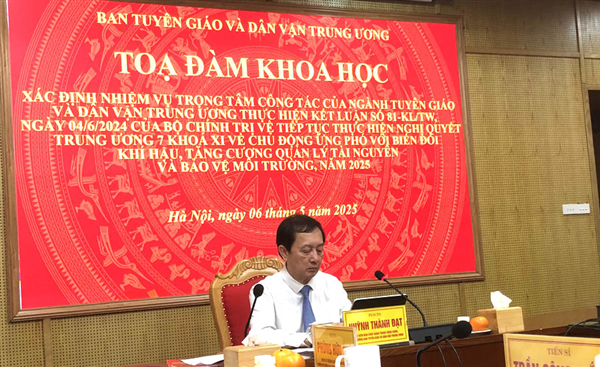 BAN TUYÊN GIÁO VÀ DÂN VẬN TRUNG ƯƠNG
TOẠ ĐÀM KHOA HỌC
XÁC ĐỊNH NHIỆM VỤ TRỌNG TÂM CÔNG TÁC CỦA NGÀNH TUYÊN GIÁO
VÀ DÂN VẬN TRUNG ƯƠNG THỰC HIỆN KẾT LUẬN SỐ 81-KL/TW,
NGÀY 04/6/2024 CỦA BỘ CHÍNH TRỊ VỀ TIẾP TỤC THỰC HIỆN NGHỊ QUYẾT
TRUNG ƯƠNG 7 KHOÁ XI VỀ CHỦ ĐỘNG ỨNG PHÓ VỚI BIẾN ĐỔI
KHÍ HẬU, TĂNG CƯỜNG QUẢN LÝ TÀI NGUYÊN
VÀ BẢO VỆ MÔI TRƯỜNG, NĂM 2025
Hà Nội, ngày 06 tháng 5 năm 2025
HUỲNH THÀNH ĐẠT
TIẾN SĨ